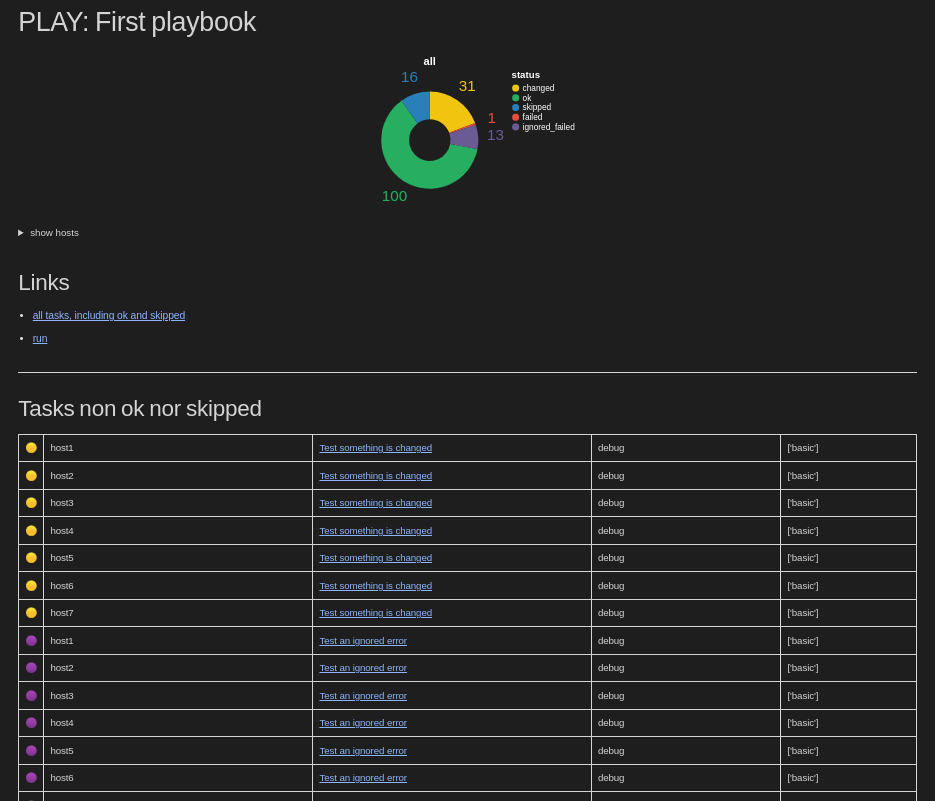 PLAY: First playbook
all
16
31
1
13
100
status
changed
ok
skipped
failed
ignored_failed
show hosts
Links
all tasks, including ok and skipped
run
Tasks non ok nor skipped
host1 Test something is changed debug ['basic']
host2 Test something is changed debug ['basic']
host3 Test something is changed debug ['basic']
host4 Test something is changed debug ['basic']
host5 Test something is changed debug ['basic']
host6 Test something is changed debug ['basic']
host7 Test something is changed debug ['basic']
host1 Test an ignored error debug ['basic']
host2 Test an ignored error debug ['basic']
host3 Test an ignored error debug ['basic']
host4 Test an ignored error debug ['basic']
host5 Test an ignored error debug ['basic']
host6 Test an ignored error debug ['basic']